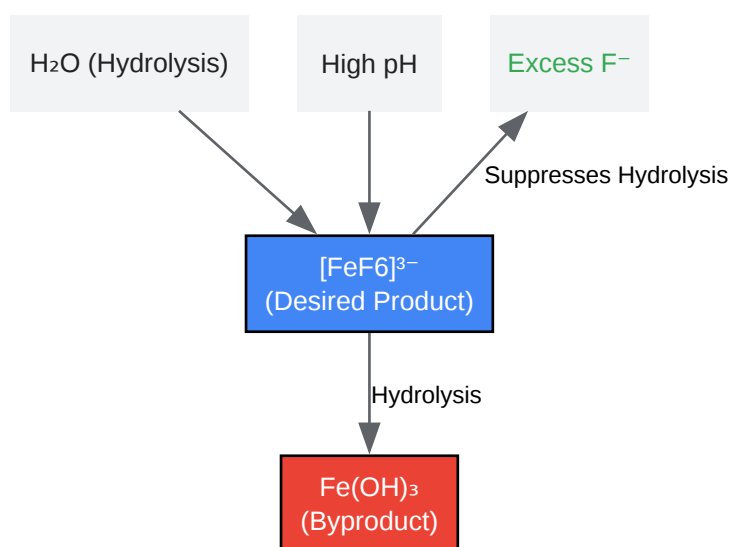 H₂O (Hydrolysis)
High pH
Excess F⁻
Suppresses Hydrolysis
[FeF6]³⁻
(Desired Product)
Hydrolysis
Fe(OH)₃
(Byproduct)